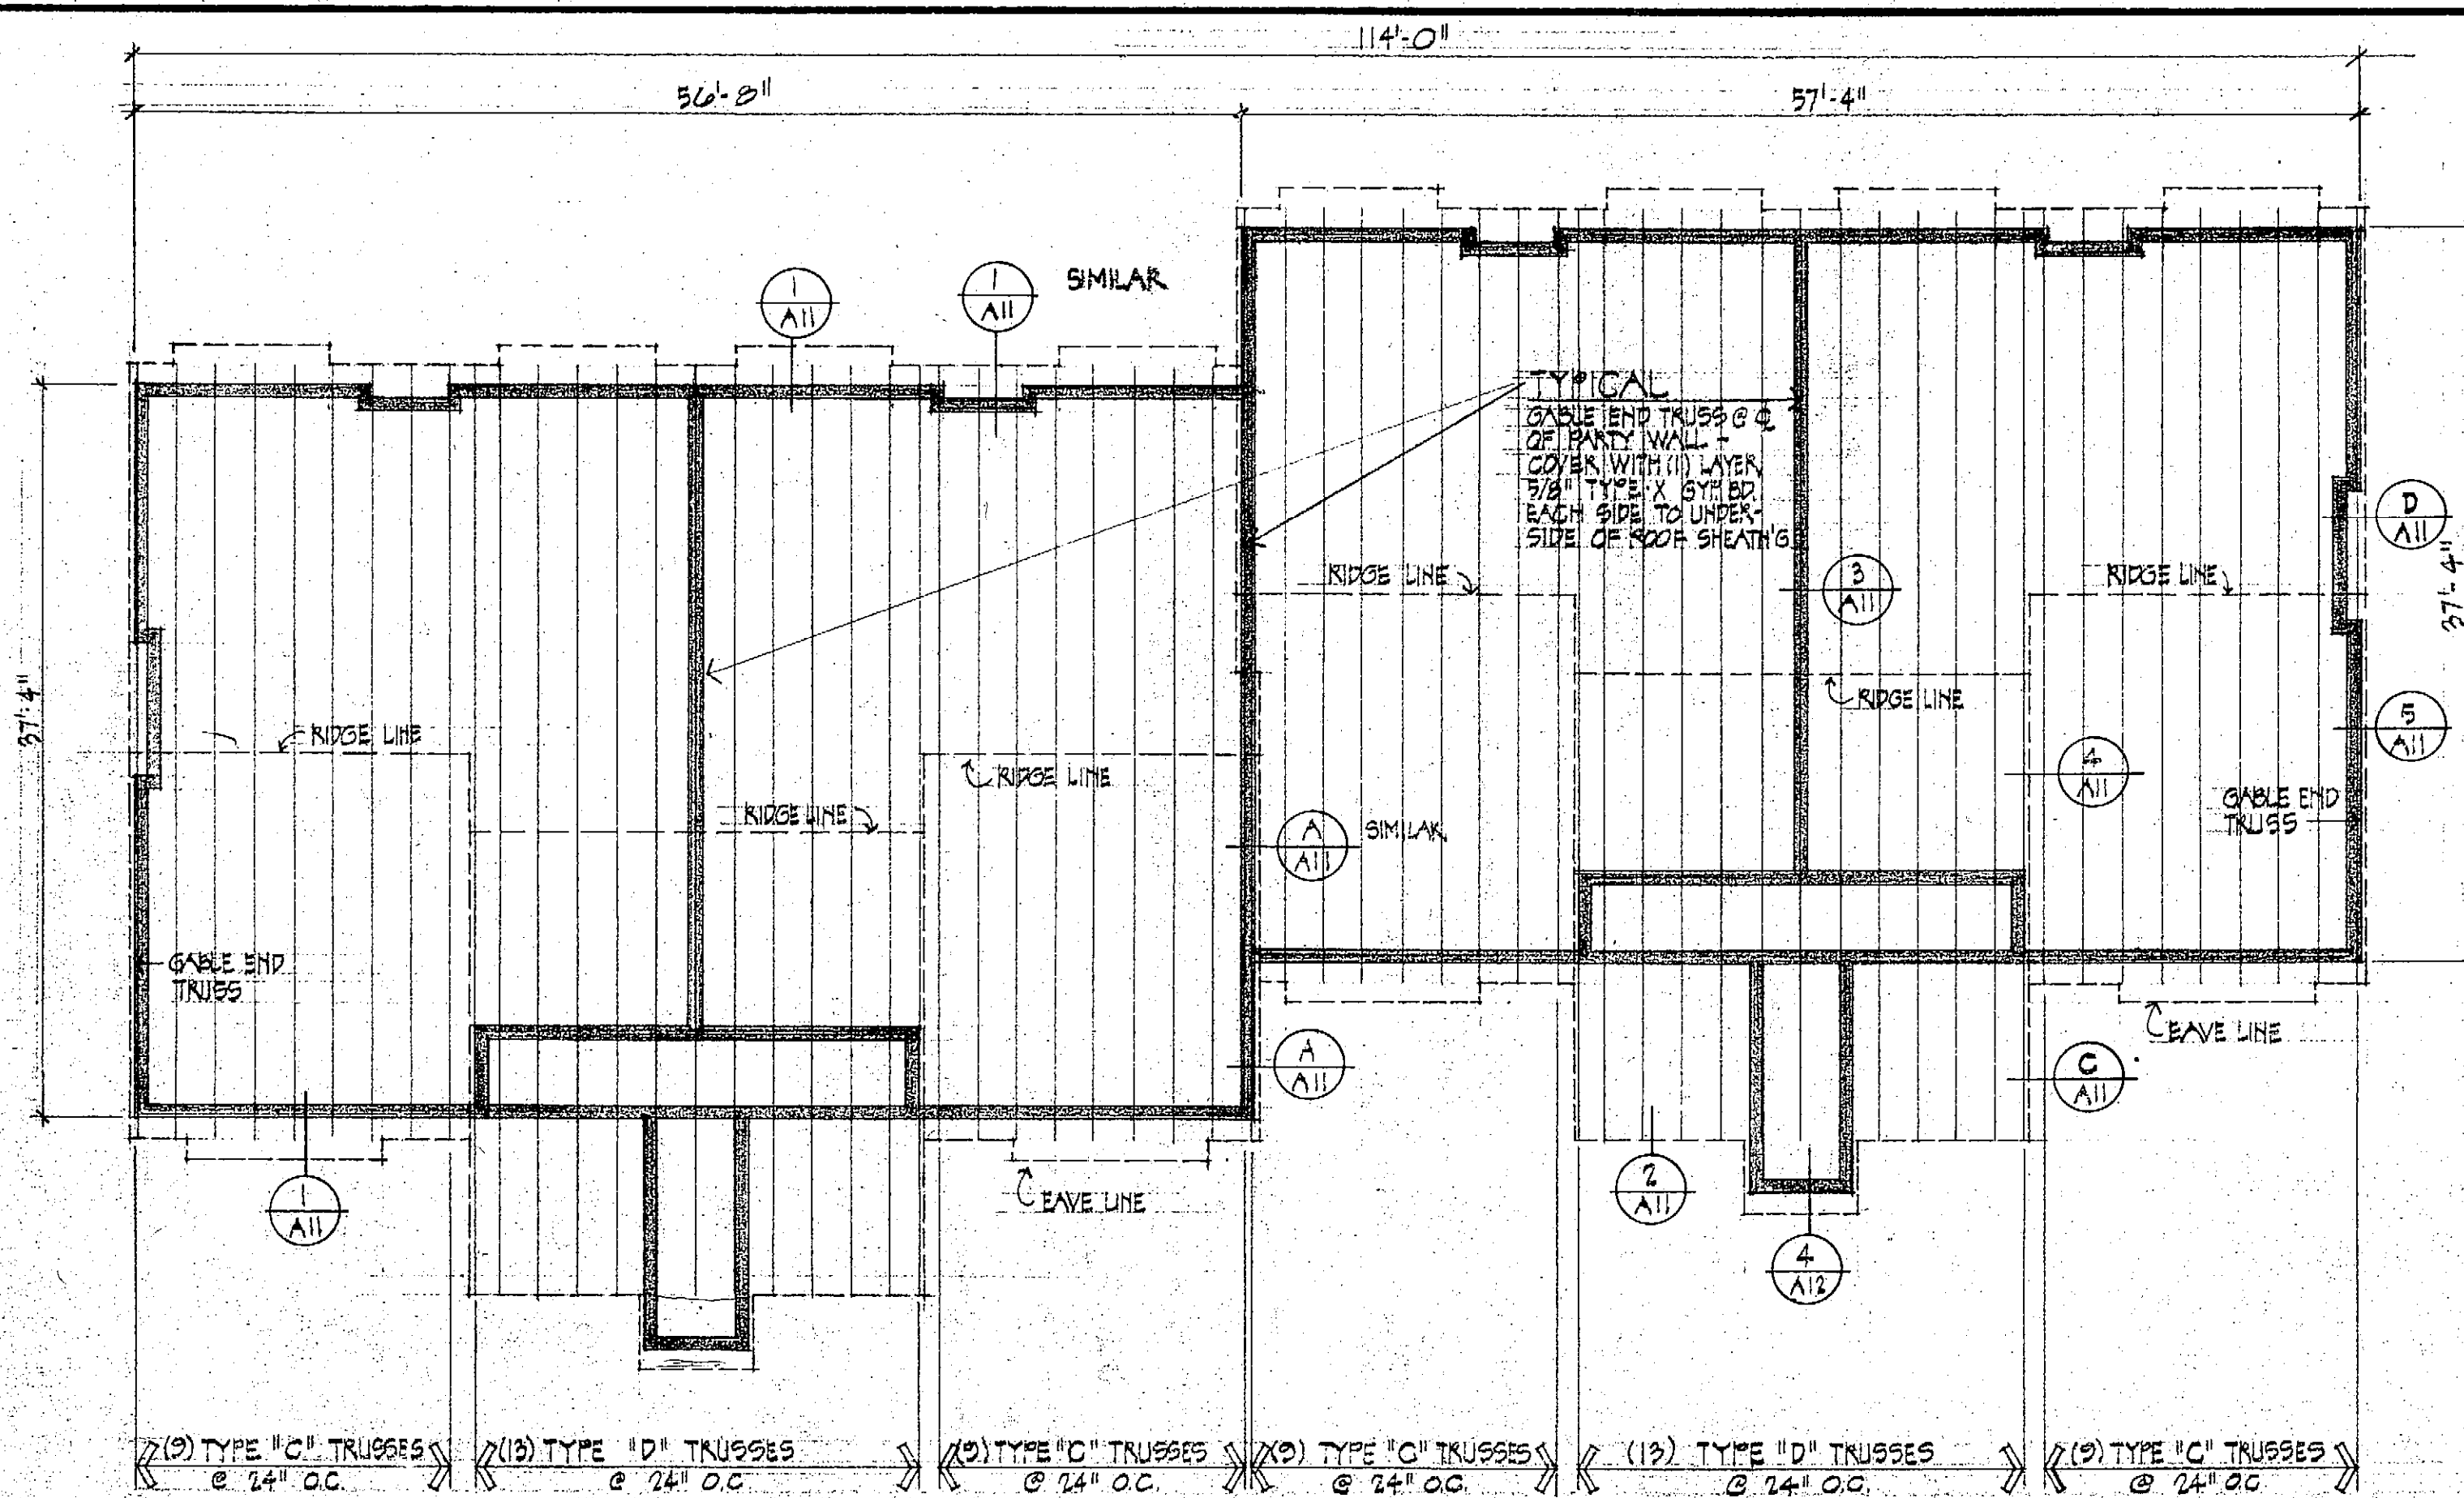 114'-0"
56'-8"
57'-4"
1
A11
1
A11
SIMILAR
TYPICAL
GABLE END TRUSS @ ℄
OF PARTY WALL -
COVER WITH (1) LAYER
5/8" TYPE X GYP BD.
EACH SIDE TO UNDER-
SIDE OF ROOF SHEATH'G
D
A11
37'-4"
RIDGE LINE
3
A11
RIDGE LINE
RIDGE LINE
5
A11
37'-4"
RIDGE LINE
RIDGE LINE
4
A11
GABLE END
TRUSS
RIDGE LINE
A
A11
SIMILAR
GABLE END
TRUSS
EAVE LINE
A
A11
C
A11
1
A11
EAVE LINE
2
A11
4
A12
(9) TYPE "C" TRUSSES
@ 24" O.C.
(13) TYPE "D" TRUSSES
@ 24" O.C.
(9) TYPE "C" TRUSSES
@ 24" O.C.
(9) TYPE "C" TRUSSES
@ 24" O.C.
(13) TYPE "D" TRUSSES
@ 24" O.C.
(9) TYPE "C" TRUSSES
@ 24" O.C.